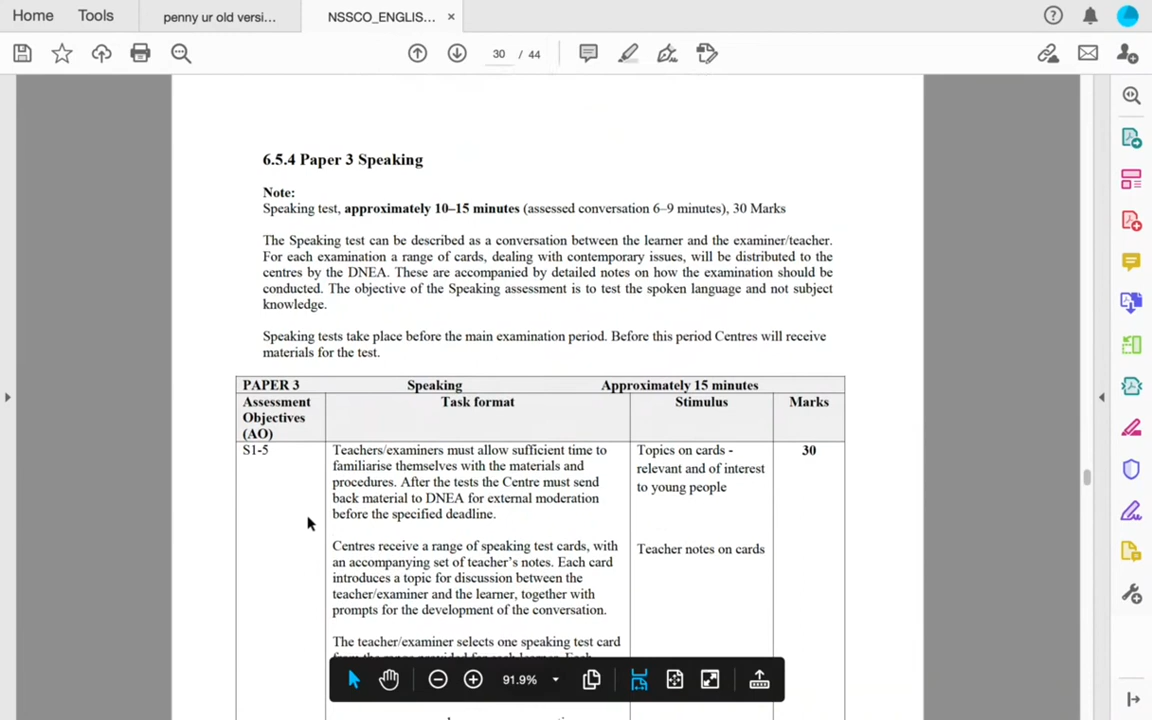 Home
Tools
penny ur old versi...
NSSCO_ENGLIS...
×
30 / 44
6.5.4 Paper 3 Speaking
Note:
Speaking test, approximately 10–15 minutes (assessed conversation 6–9 minutes), 30 Marks
The Speaking test can be described as a conversation between the learner and the examiner/teacher.
For each examination a range of cards, dealing with contemporary issues, will be distributed to the
centres by the DNEA. These are accompanied by detailed notes on how the examination should be
conducted. The objective of the Speaking assessment is to test the spoken language and not subject
knowledge.
Speaking tests take place before the main examination period. Before this period Centres will receive
materials for the test.
PAPER 3 Speaking Approximately 15 minutes
Assessment
Objectives
(AO)
Task format
Stimulus
Marks
S1-5
Teachers/examiners must allow sufficient time to
familiarise themselves with the materials and
procedures. After the tests the Centre must send
back material to DNEA for external moderation
before the specified deadline.
Centres receive a range of speaking test cards, with
an accompanying set of teacher's notes. Each card
introduces a topic for discussion between the
teacher/examiner and the learner, together with
prompts for the development of the conversation.
The teacher/examiner selects one speaking test card
Topics on cards -
relevant and of interest
to young people
Teacher notes on cards
30
91.9%